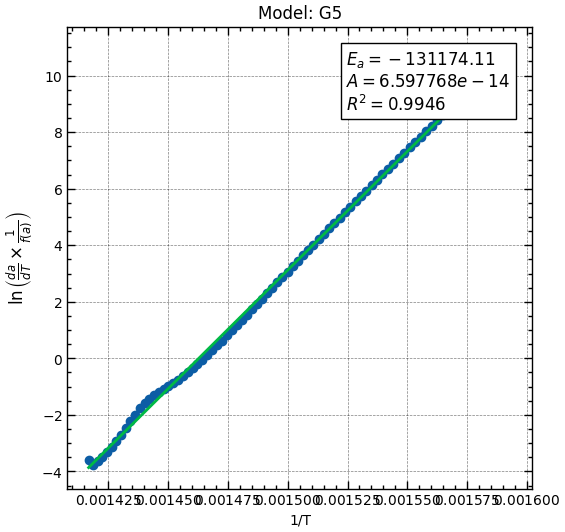 Model: G5
E_a = −131174.11
A = 6.597768e − 14
R² = 0.9946
10
8
6
4
2
0
−2
−4
ln (da/dT × 1/f(a))
0.001425 0.001450 0.001475 0.001500 0.001525 0.001550 0.001575 0.001600
1/T